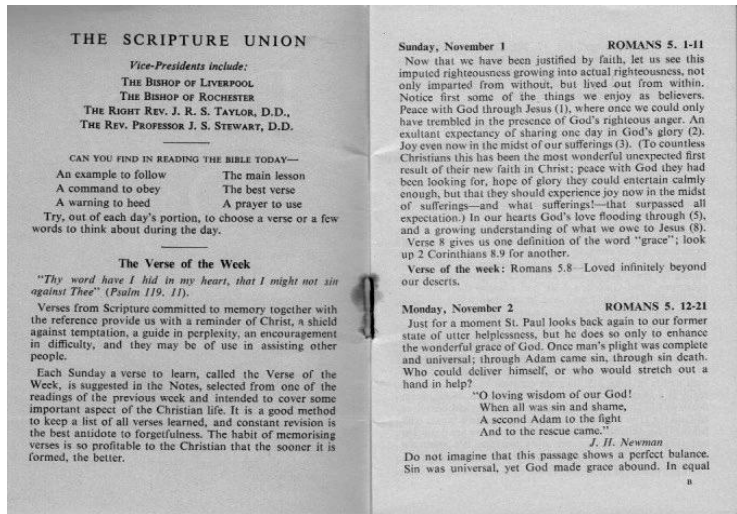 THE SCRIPTURE UNION
Vice-Presidents include:
THE BISHOP OF LIVERPOOL
THE BISHOP OF ROCHESTER
THE RIGHT REV. J. R. S. TAYLOR, D.D.,
THE REV. PROFESSOR J. S. STEWART, D.D.
CAN YOU FIND IN READING THE BIBLE TODAY—
An example to follow The main lesson
A command to obey The best verse
A warning to heed A prayer to use
Try, out of each day's portion, to choose a verse or a few
words to think about during the day.
The Verse of the Week
"Thy word have I hid in my heart, that I might not sin
against Thee" (Psalm 119. 11).
Verses from Scripture committed to memory together with
the reference provide us with a reminder of Christ, a shield
against temptation, a guide in perplexity, an encouragement
in difficulty, and they may be of use in assisting other
people.
Each Sunday a verse to learn, called the Verse of the
Week, is suggested in the Notes, selected from one of the
readings of the previous week and intended to cover some
important aspect of the Christian life. It is a good method
to keep a list of all verses learned, and constant revision is
the best antidote to forgetfulness. The habit of memorising
verses is so profitable to the Christian that the sooner it is
formed, the better.
Sunday, November 1 ROMANS 5. 1-11
Now that we have been justified by faith, let us see this
imputed righteousness growing into actual righteousness, not
only imparted from without, but lived out from within.
Notice first some of the things we enjoy as believers.
Peace with God through Jesus (1), where once we could only
have trembled in the presence of God's righteous anger. An
exultant expectancy of sharing one day in God's glory (2).
Joy even now in the midst of our sufferings (3). (To countless
Christians this has been the most wonderful unexpected first
result of their new faith in Christ; peace with God they had
been looking for, hope of glory they could entertain calmly
enough, but that they should experience joy now in the midst
of sufferings—and what sufferings!—that surpassed all
expectation.) In our hearts God's love flooding through (5),
and a growing understanding of what we owe to Jesus (8).
Verse 8 gives us one definition of the word "grace"; look
up 2 Corinthians 8.9 for another.
Verse of the week: Romans 5.8—Loved infinitely beyond
our deserts.
Monday, November 2 ROMANS 5. 12-21
Just for a moment St. Paul looks back again to our former
state of utter helplessness, but he does so only to enhance
the wonderful grace of God. Once man's plight was complete
and universal; through Adam came sin, through sin death.
Who could deliver himself, or who would stretch out a
hand in help?
"O loving wisdom of our God!
When all was sin and shame,
A second Adam to the fight
And to the rescue came."
J. H. Newman
Do not imagine that this passage shows a perfect balance.
Sin was universal, yet God made grace abound. In equal
B